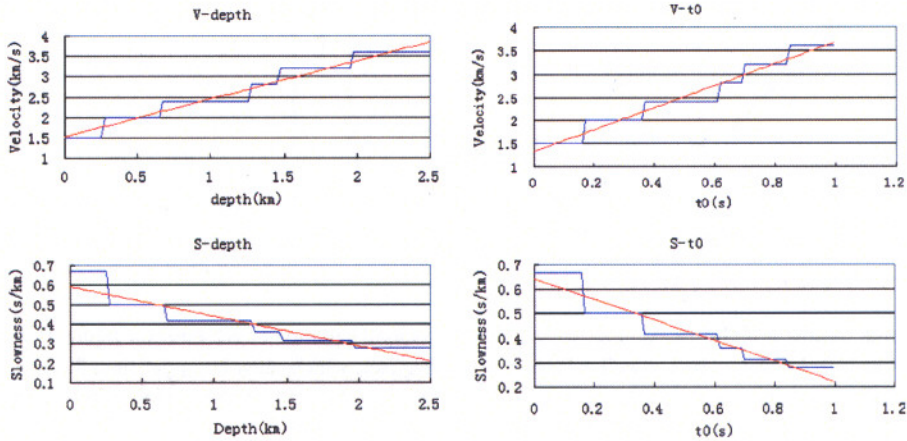 V-depth
Velocity(km/s)
4
3.5
3
2.5
2
1.5
1
0 0.5 1 1.5 2 2.5
depth(km)
V-t0
Velocity(km/s
4
3.5
3
2.5
2
1.5
1
0 0.2 0.4 0.6 0.8 1 1.2
t0(s)
S-depth
Slowness(s/km)
0.7
0.6
0.5
0.4
0.3
0.2
0.1
0 0.5 1 1.5 2 2.5
Depth(km)
S-t0
Slowness(s/km)
0.7
0.6
0.5
0.4
0.3
0.2
0 0.2 0.4 0.6 0.8 1 1.2
t0(s)